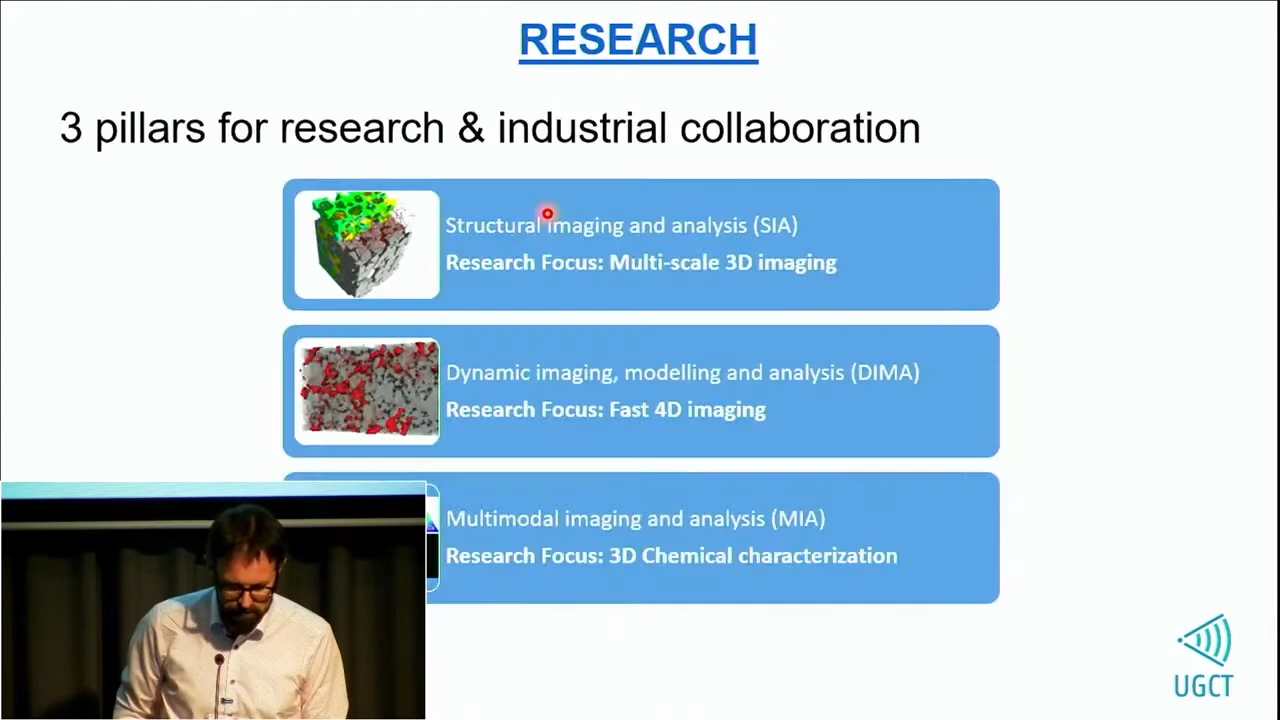 RESEARCH
3 pillars for research & industrial collaboration
Structural imaging and analysis (SIA)
Research Focus: Multi-scale 3D imaging
Dynamic imaging, modelling and analysis (DIMA)
Research Focus: Fast 4D imaging
Multimodal imaging and analysis (MIA)
Research Focus: 3D Chemical characterization
UGCT